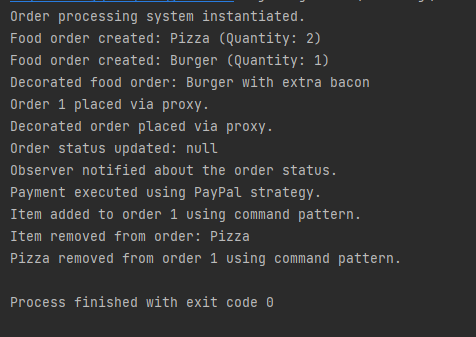 Order processing system instantiated.
Food order created: Pizza (Quantity: 2)
Food order created: Burger (Quantity: 1)
Decorated food order: Burger with extra bacon
Order 1 placed via proxy.
Decorated order placed via proxy.
Order status updated: null
Observer notified about the order status.
Payment executed using PayPal strategy.
Item added to order 1 using command pattern.
Item removed from order: Pizza
Pizza removed from order 1 using command pattern.
Process finished with exit code 0